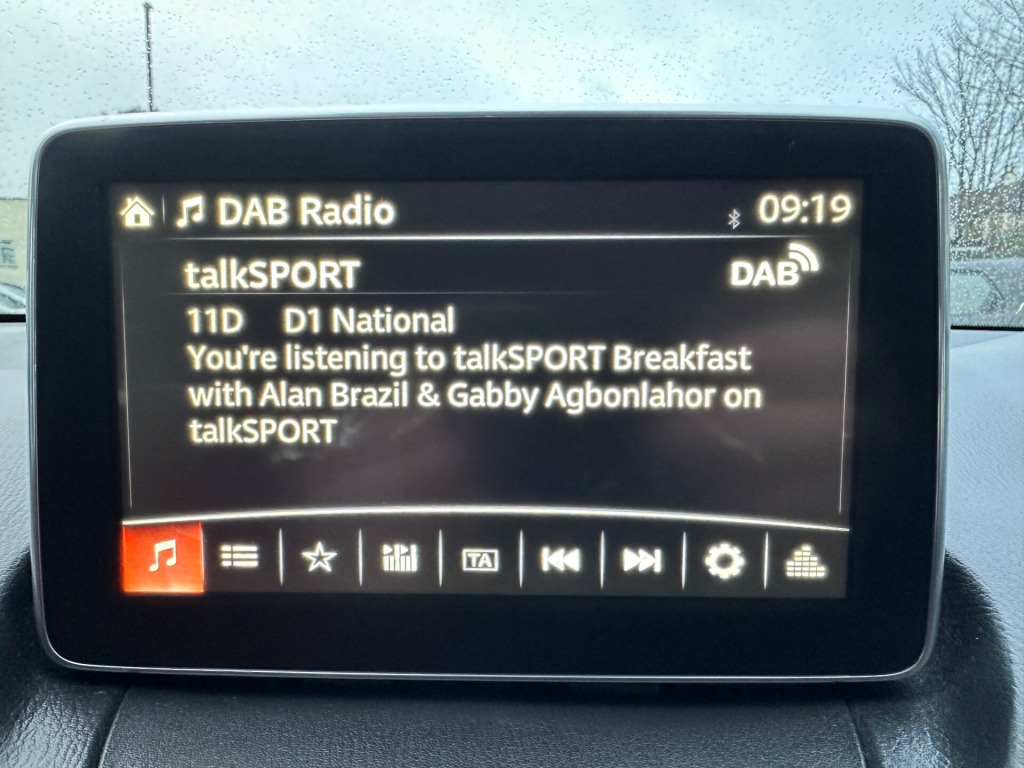 DAB Radio 09:19
talkSPORT DAB
11D D1 National
You're listening to talkSPORT Breakfast
with Alan Brazil & Gabby Agbonlahor on
talkSPORT
TA